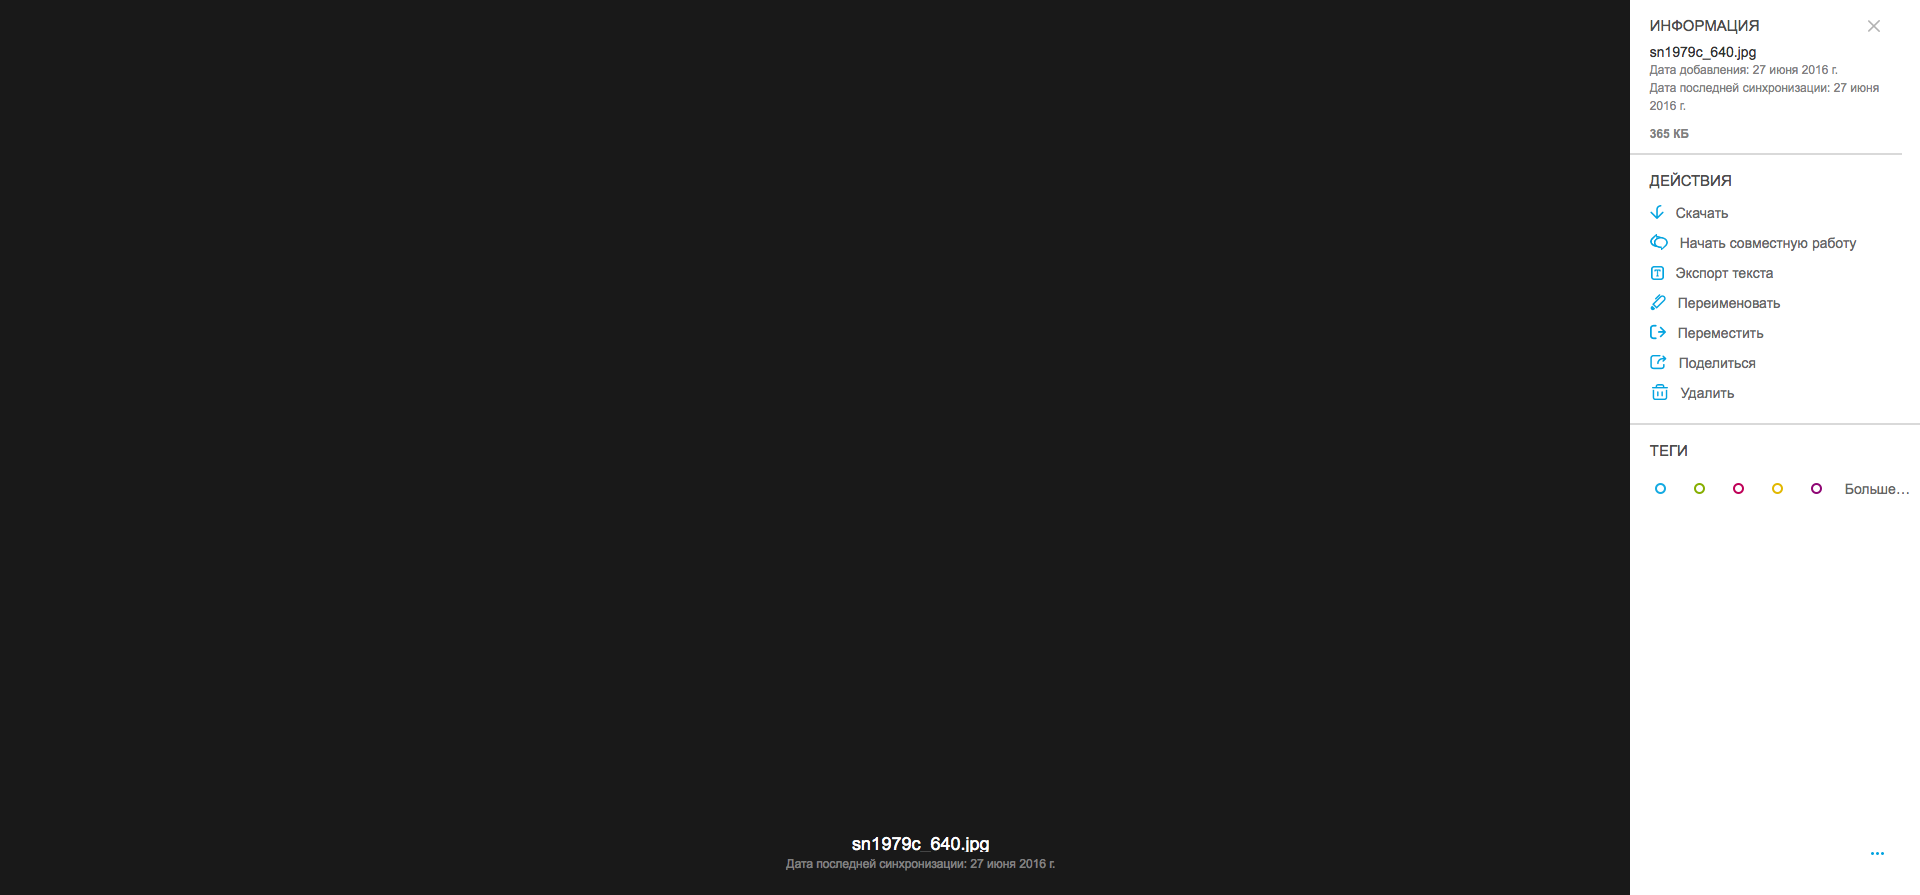 ИНФОРМАЦИЯ
sn1979c_640.jpg
Дата добавления: 27 июня 2016 г.
Дата последней синхронизации: 27 июня
2016 г.
365 КБ
ДЕЙСТВИЯ
Скачать
Начать совместную работу
Экспорт текста
Переименовать
Переместить
Поделиться
Удалить
ТЕГИ
Больше...
sn1979c_640.jpg
Дата последней синхронизации: 27 июня 2016 г.